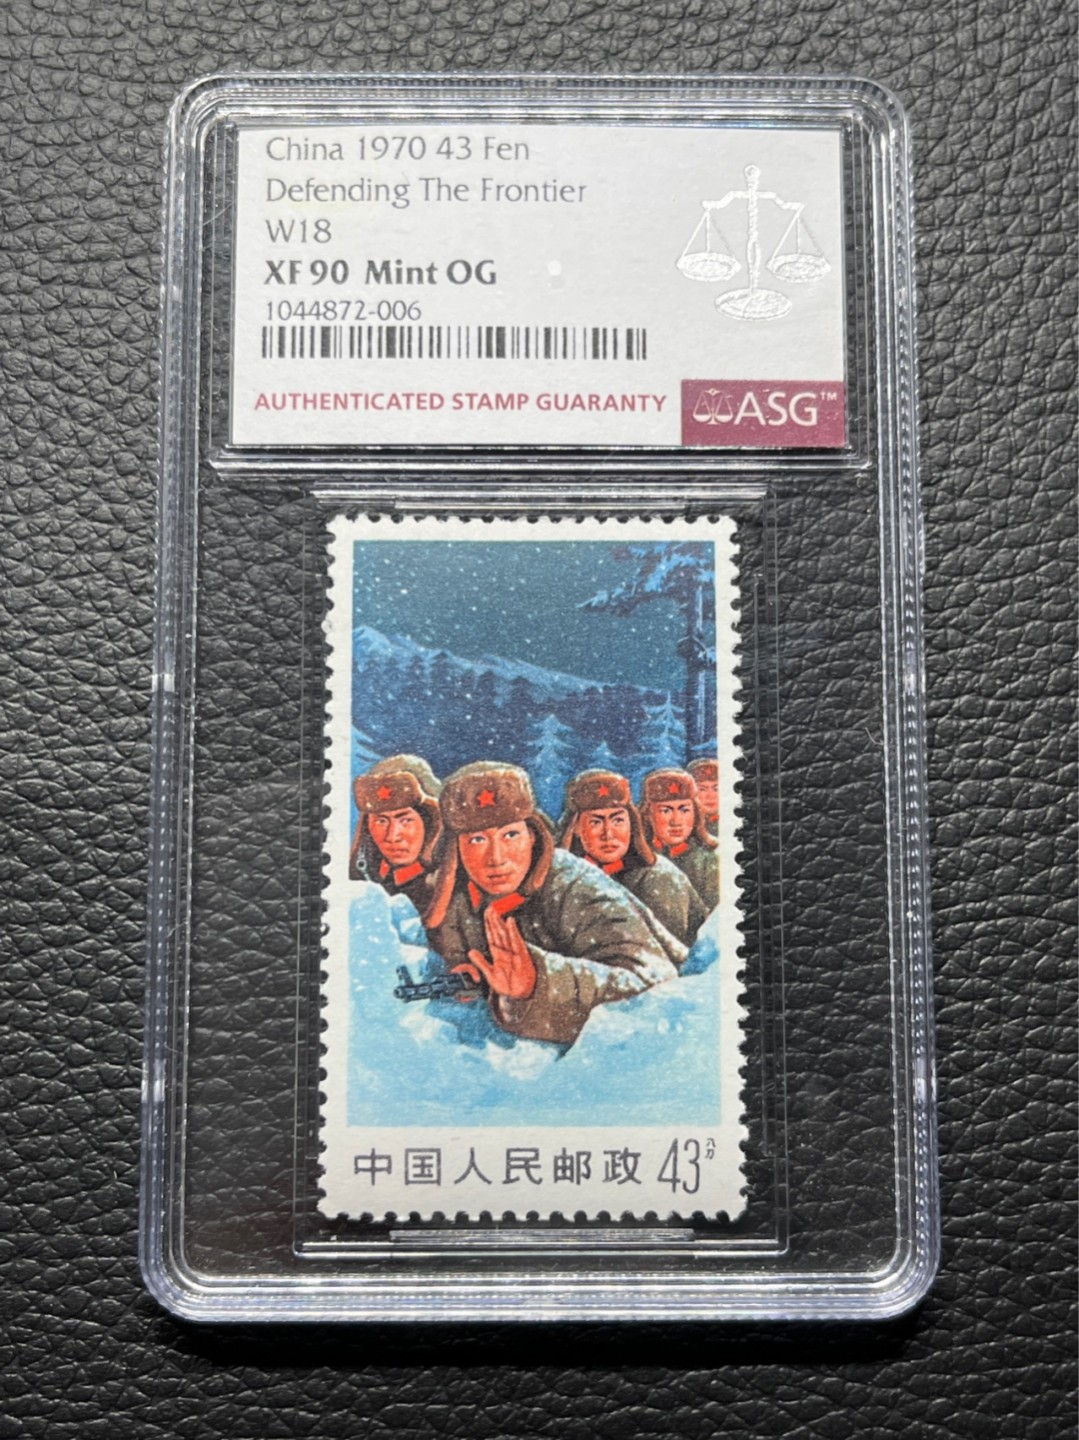 China 1970 43 Fen
Defending The Frontier
W18
XF 90 Mint OG
1044872-006
AUTHENTICATED STAMP GUARANTY
ASG™
中国人民邮政 43分